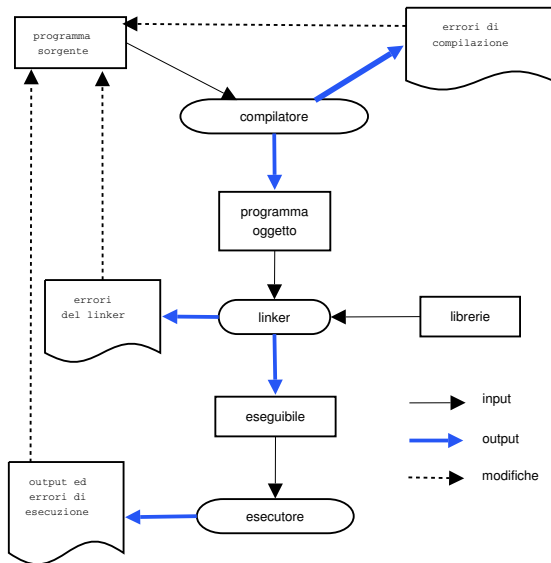 programma
sorgente
errori di
compilazione
compilatore
programma
oggetto
errori
del linker
linker
librerie
eseguibile
input
output
modifiche
output ed
errori di
esecuzione
esecutore